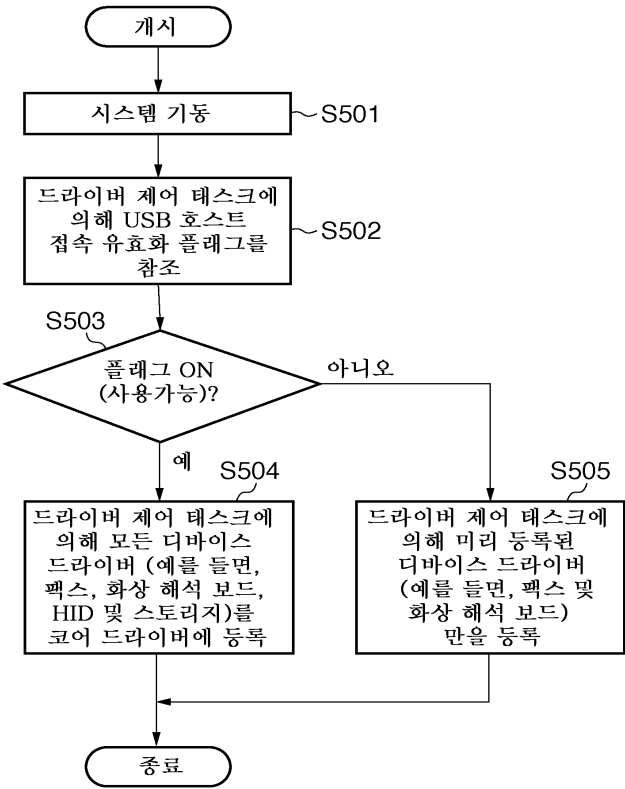 개시
시스템 기동
S501
드라이버 제어 태스크에
의해 USB 호스트
접속 유효화 플래그를
참조
S502
S503
플래그 ON
(사용가능)?
아니오
예
S504
드라이버 제어 태스크에
의해 모든 디바이스
드라이버 (예를 들면,
팩스, 화상 해석 보드,
HID 및 스토리지)를
코어 드라이버에 등록
S505
드라이버 제어 태스크에
의해 미리 등록된
디바이스 드라이버
(예를 들면, 팩스 및
화상 해석 보드)
만을 등록
종료